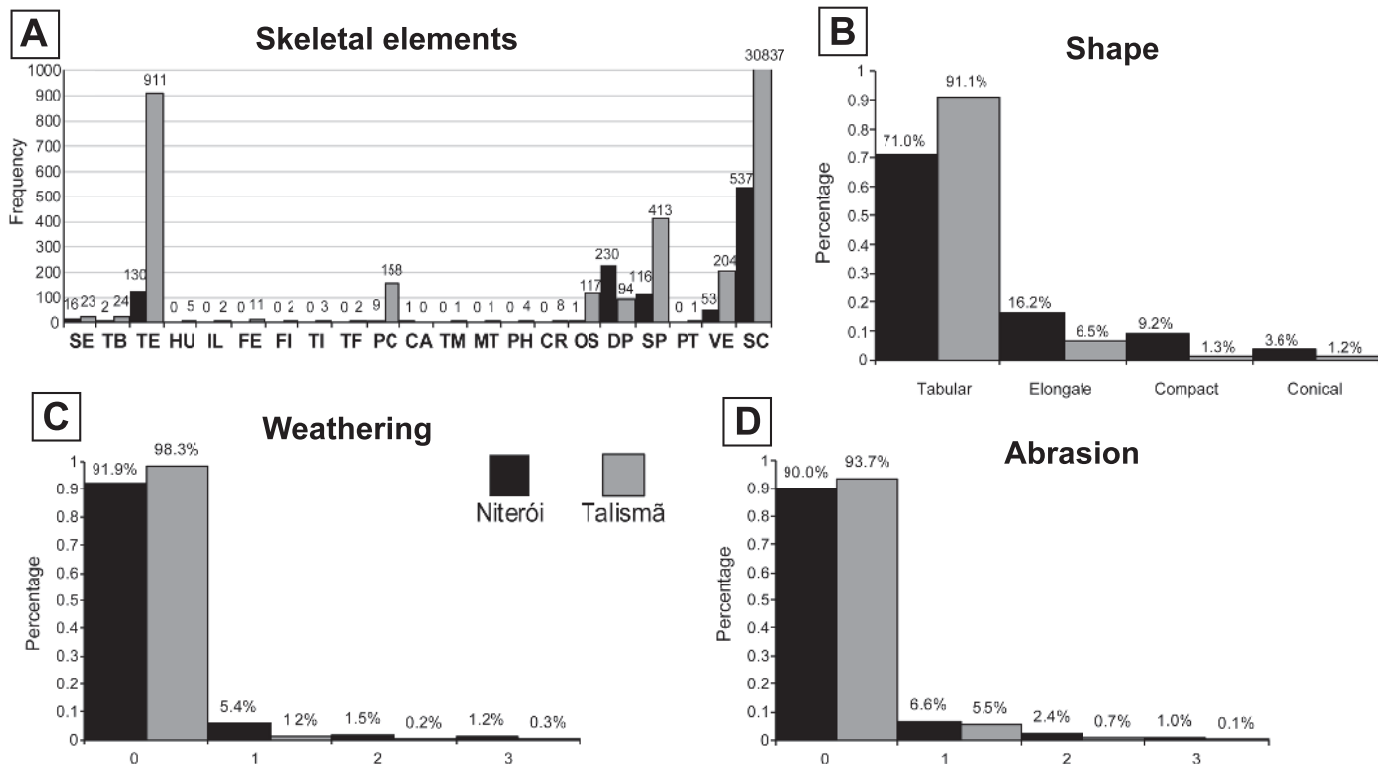 A
Skeletal elements
30837
1000
900
800
700
600
500
400
300
200
100
0
Frequency
16 23 2 24 130 911 0 5 0 2 0 11 0 2 0 3 0 2 9 158 1 0 0 1 0 1 0 4 0 8 1 117 230 94 116 413 0 1 53 204 537
SE TB TE HU IL FE FI TI TF PC CA TM MT PH CR OS DP SP PT VE SC
B
Shape
1
0.9
0.8
0.7
0.6
0.5
0.4
0.3
0.2
0.1
0
Percentage
71.0% 91.1% 16.2% 6.5% 9.2% 1.3% 3.6% 1.2%
Tabular Elongale Compact Conical
C
Weathering
1
0.9
0.8
0.7
0.6
0.5
0.4
0.3
0.2
0.1
0
Percentage
91.9% 98.3% 5.4% 12% 1.5% 0.2% 1.2% 0.3%
0 1 2 3
Niterói Talismã
D
Abrasion
1
0.9
0.8
0.7
0.6
0.5
0.4
0.3
0.2
0.1
0
Percentage
90.0% 93.7% 6.6% 55% 2.4% 0.7% 1.0% 0.1%
0 1 2 3